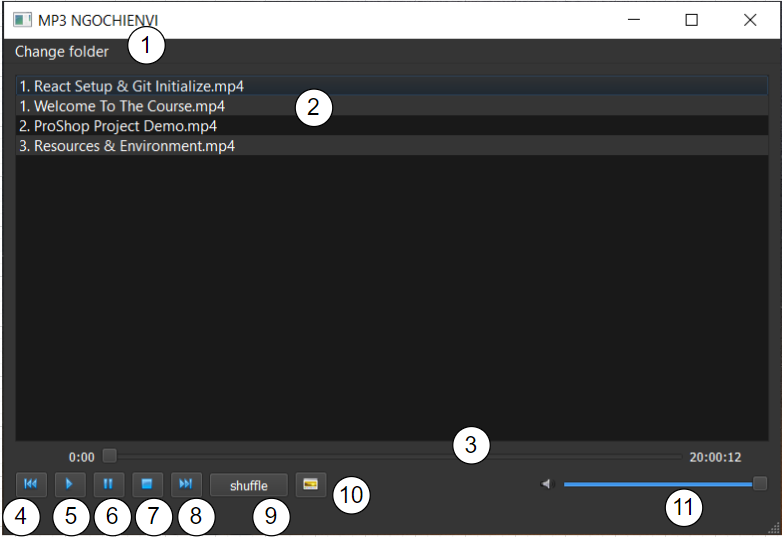 MP3 NGOCHIENVI
Change folder
1
1. React Setup & Git Initialize.mp4
1. Welcome To The Course.mp4
2
2. ProShop Project Demo.mp4
3. Resources & Environment.mp4
3
0:00
20:00:12
shuffle
4
5
6
7
8
9
10
11